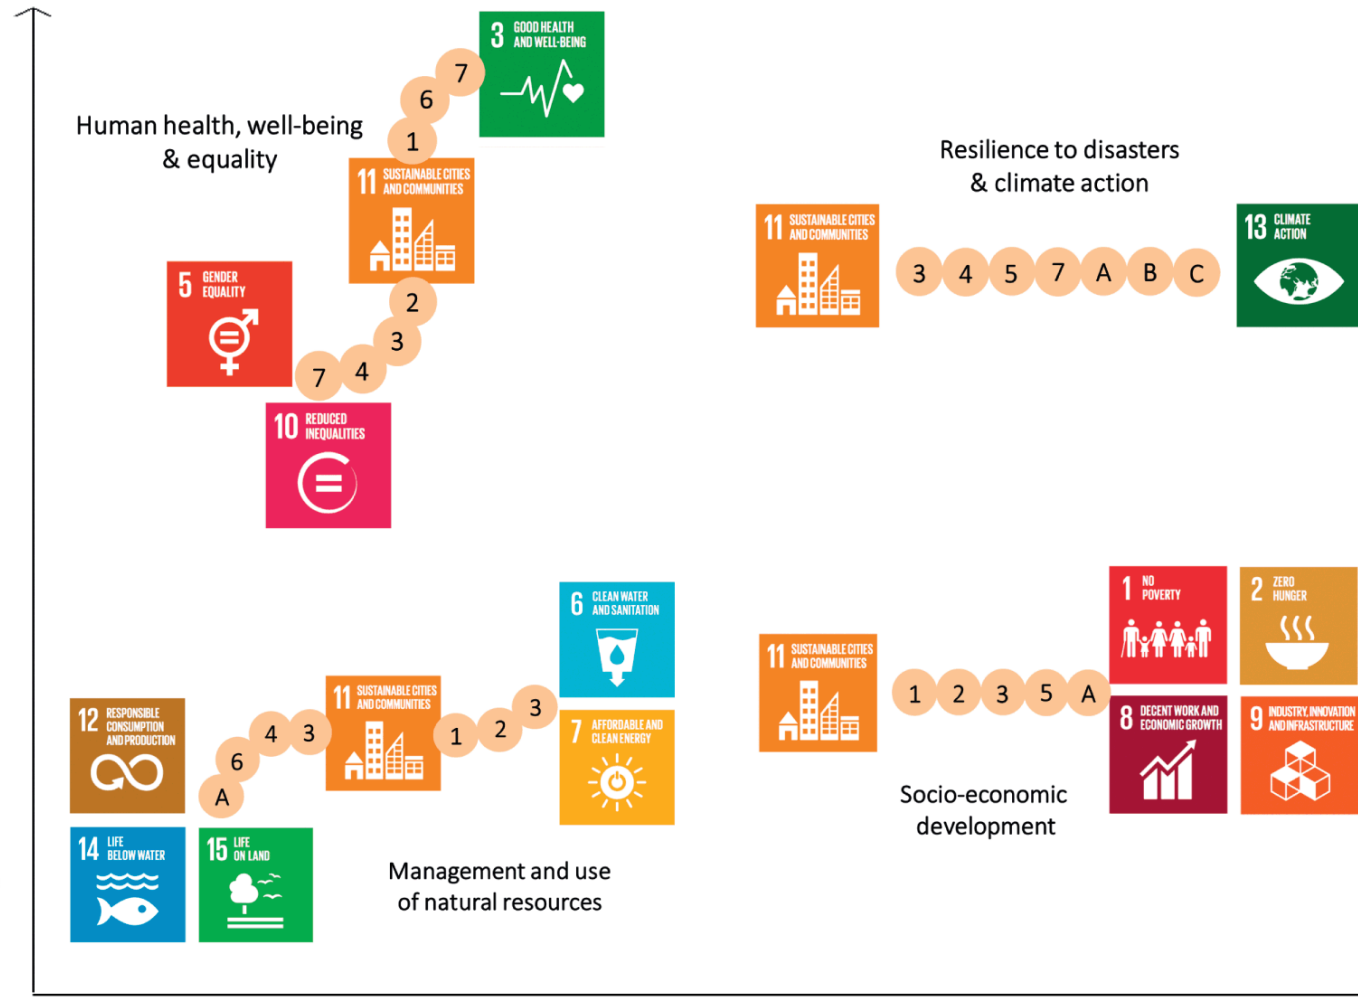 3 GOOD HEALTH
AND WELL-BEING
7
6
1
Human health, well-being
& equality
11 SUSTAINABLE CITIES
AND COMMUNITIES
5 GENDER
EQUALITY
2
3
4
7
10 REDUCED
INEQUALITIES
Resilience to disasters
& climate action
11 SUSTAINABLE CITIES
AND COMMUNITIES
3 4 5 7 A B C
13 CLIMATE
ACTION
6 CLEAN WATER
AND SANITATION
12 RESPONSIBLE
CONSUMPTION
AND PRODUCTION
A
6
4
3
11 SUSTAINABLE CITIES
AND COMMUNITIES
1
2
3
7 AFFORDABLE AND
CLEAN ENERGY
14 LIFE
BELOW WATER
15 LIFE
ON LAND
Management and use
of natural resources
11 SUSTAINABLE CITIES
AND COMMUNITIES
1 2 3 5 A
1 NO
POVERTY
2 ZERO
HUNGER
8 DECENT WORK AND
ECONOMIC GROWTH
9 INDUSTRY, INNOVATION
AND INFRASTRUCTURE
Socio-economic
development